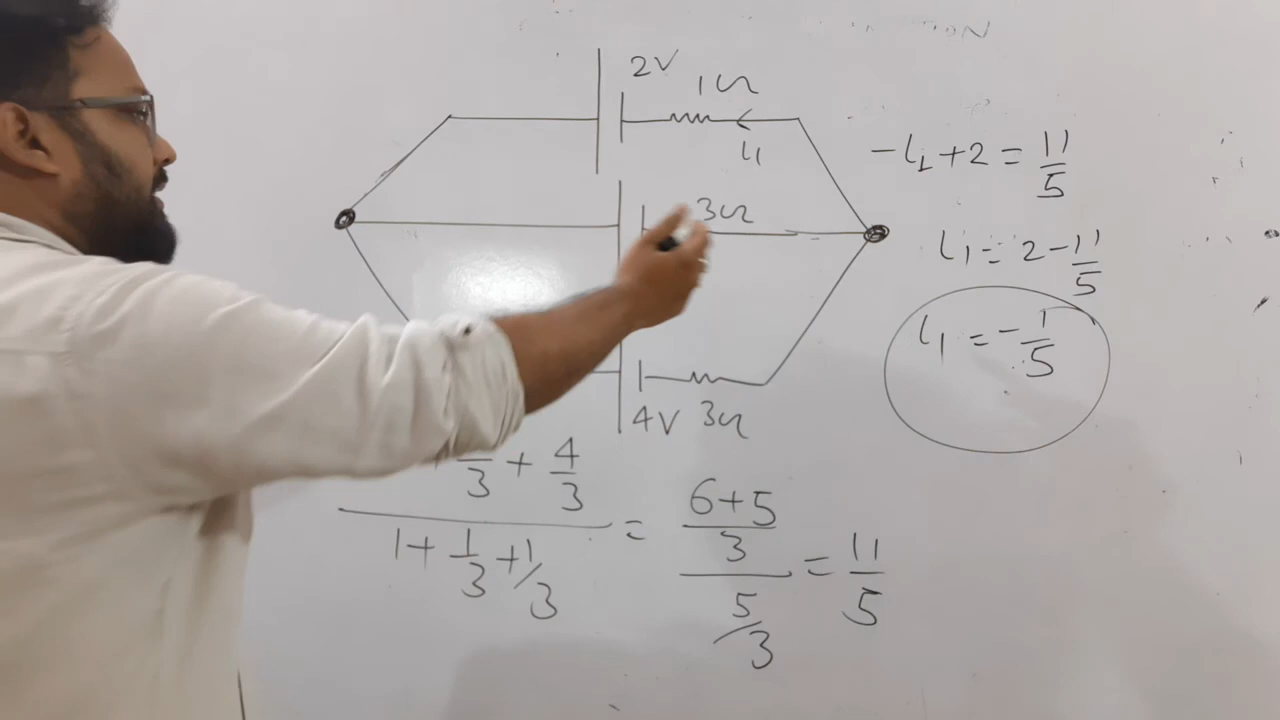 2V
1Ω
i1
3Ω
4V 3Ω
-i1+2=11/5
i1=2-11/5
i1=-1/5
/3+4/3
1+1/3+1/3
=
6+5/3
5/3
=11/5